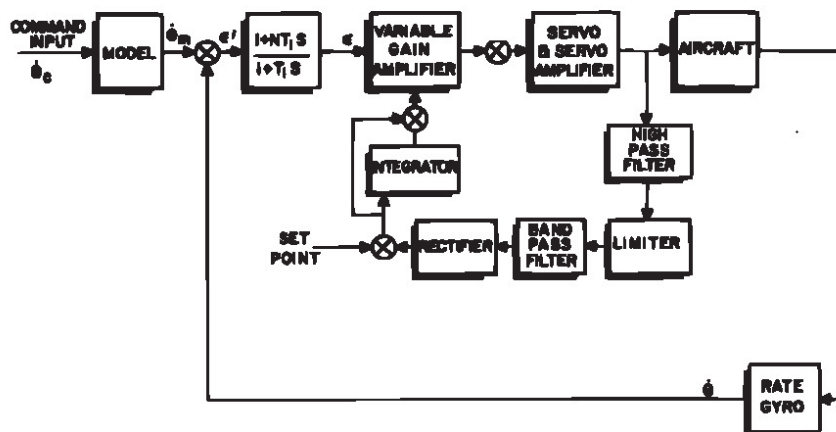 COMMAND
INPUT
θ̇c
MODEL
θ̇m
ε'
1+NT₁S
1+T₁S
ε
VARIABLE
GAIN
AMPLIFIER
SERVO
& SERVO
AMPLIFIER
AIRCRAFT
HIGH
PASS
FILTER
INTEGRATOR
SET
POINT
RECTIFIER
BAND
PASS
FILTER
LIMITER
θ̇
RATE
GYRO